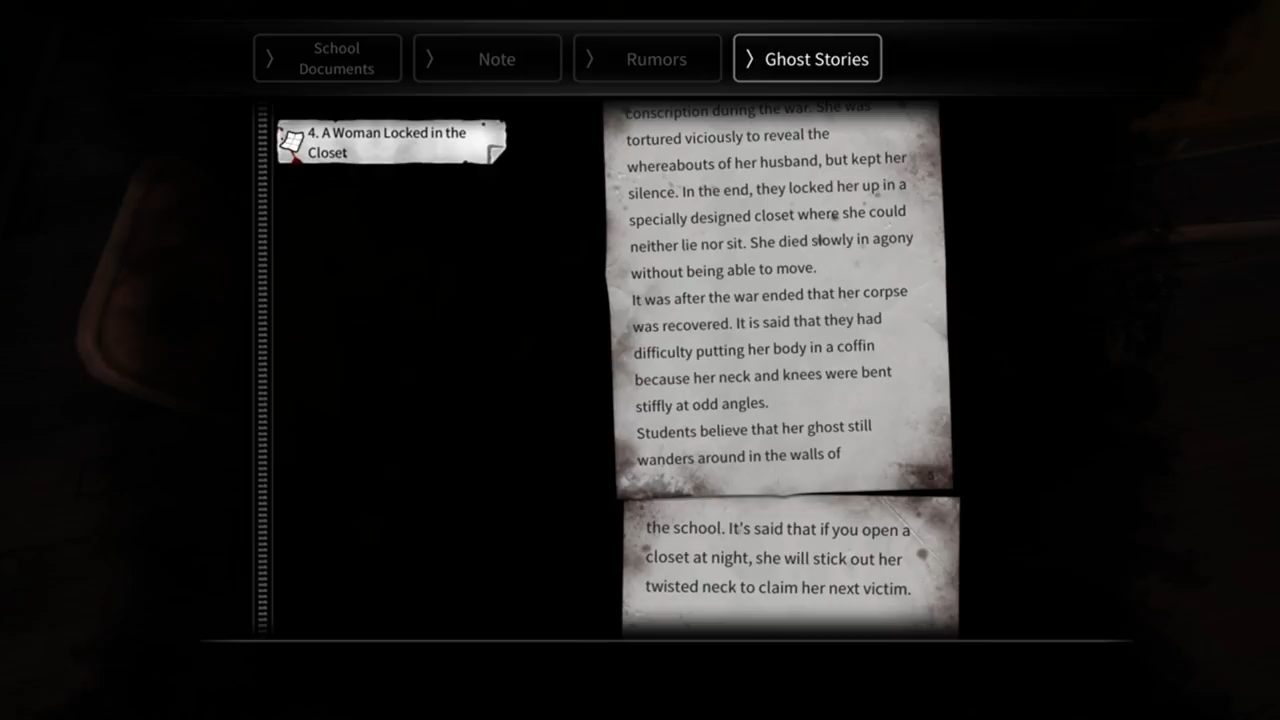 School
Documents
Note
Rumors
Ghost Stories
4. A Woman Locked in the
Closet
conscription during the war. She was
tortured viciously to reveal the
whereabouts of her husband, but kept her
silence. In the end, they locked her up in a
specially designed closet where she could
neither lie nor sit. She died slowly in agony
without being able to move.
It was after the war ended that her corpse
was recovered. It is said that they had
difficulty putting her body in a coffin
because her neck and knees were bent
stiffly at odd angles.
Students believe that her ghost still
wanders around in the walls of
the school. It's said that if you open a
closet at night, she will stick out her
twisted neck to claim her next victim.